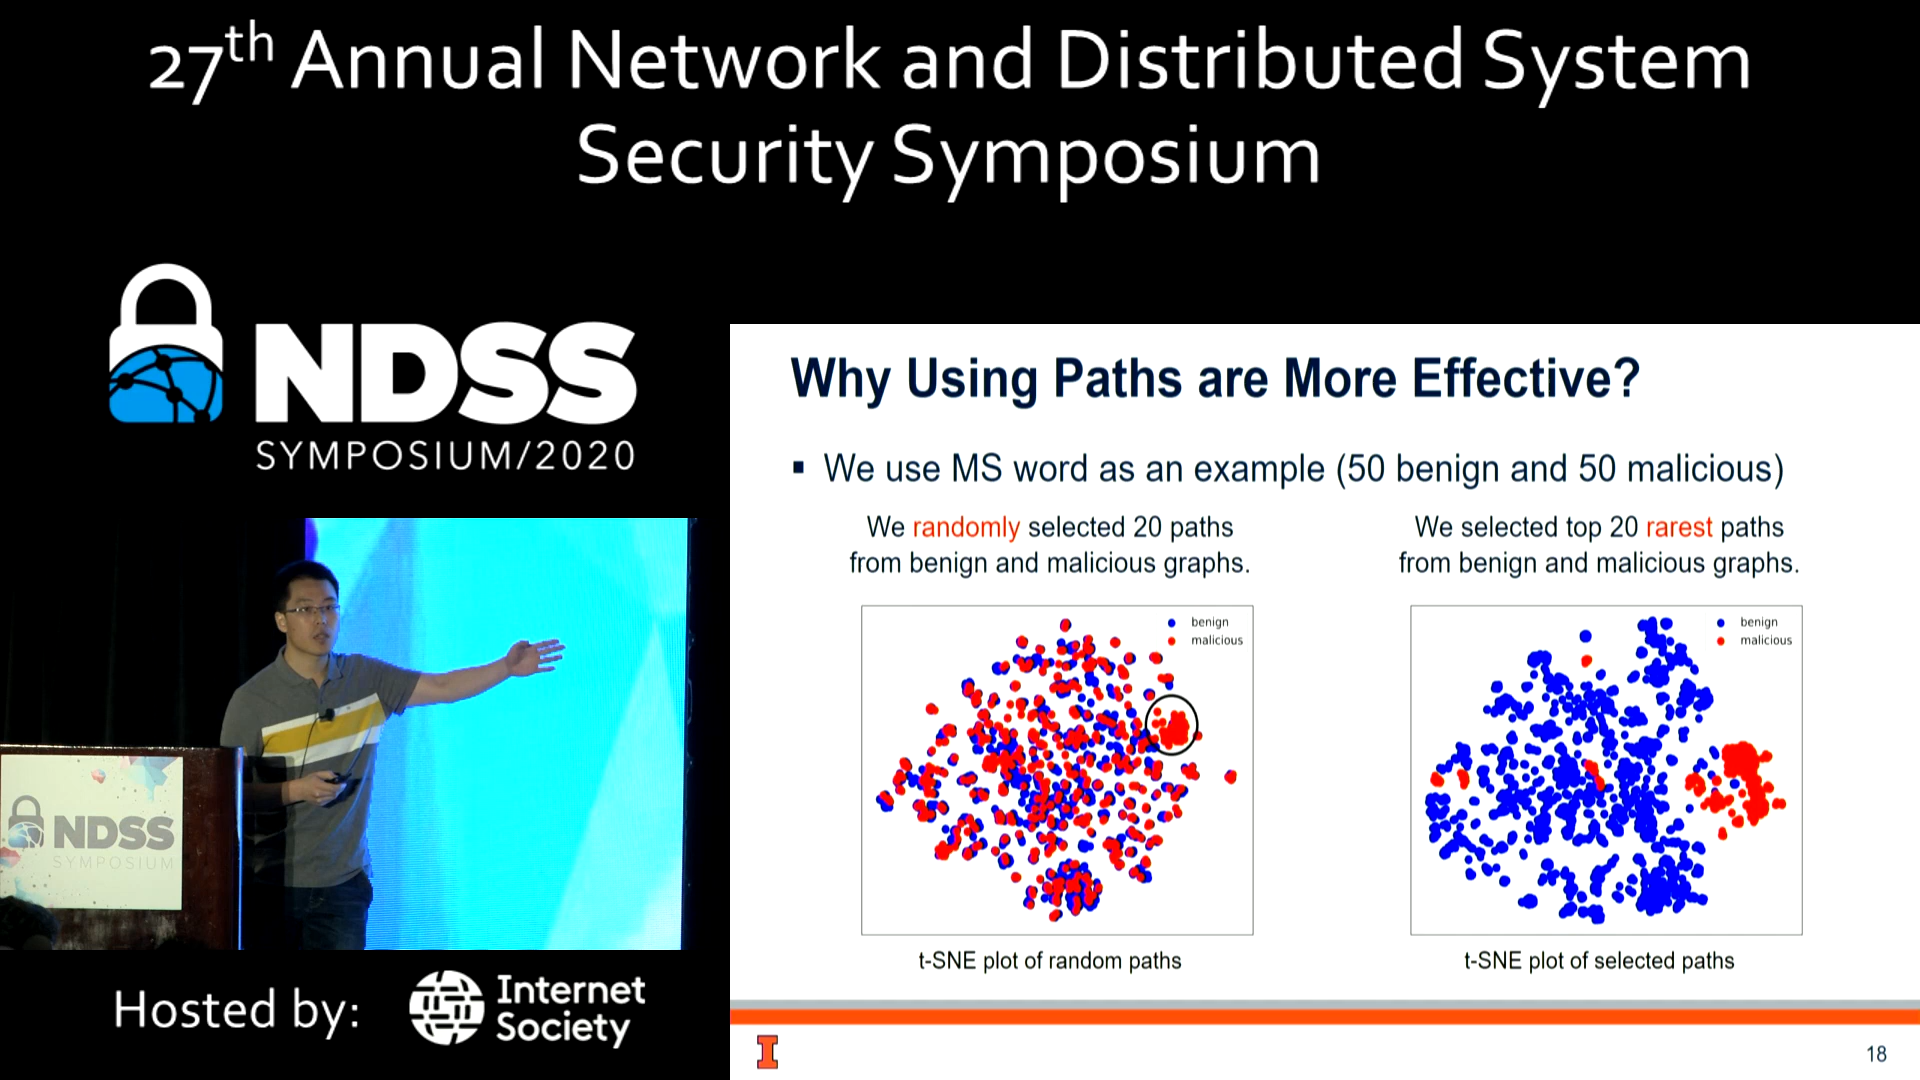 27th Annual Network and Distributed System
Security Symposium
NDSS
SYMPOSIUM/2020
Why Using Paths are More Effective?
▪ We use MS word as an example (50 benign and 50 malicious)
We randomly selected 20 paths
from benign and malicious graphs.
benign
malicious
t-SNE plot of random paths
We selected top 20 rarest paths
from benign and malicious graphs.
benign
malicious
t-SNE plot of selected paths
I
18
NDSS
SYMPOSIUM
Hosted by:
Internet
Society